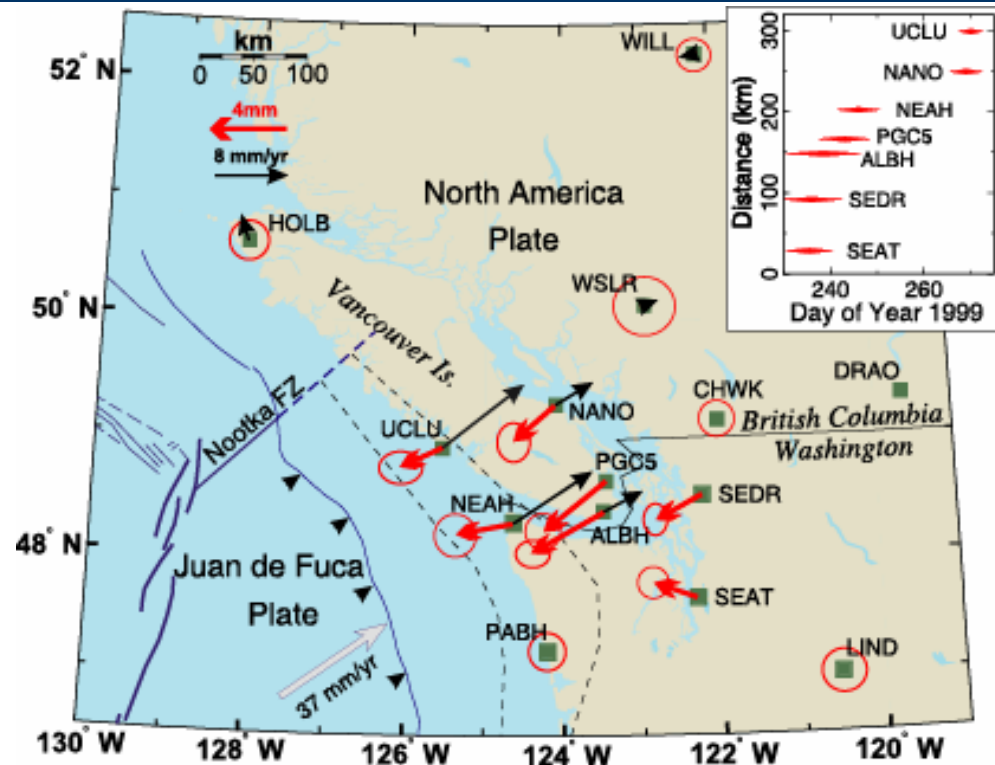 52° N
50° N
48° N
130° W
128° W
126° W
124° W
122° W
120° W
km
0 50 100
4mm
8 mm/yr
WILL
HOLB
North America
Plate
WSLR
Vancouver Is.
Nootka FZ
DRAO
CHWK
British Columbia
Washington
NANO
UCLU
PGC5
NEAH
ALBH
SEDR
SEAT
Juan de Fuca
Plate
PABH
LIND
37 mm/yr
300
200
100
0
Distance (km)
UCLU
NANO
NEAH
PGC5
ALBH
SEDR
SEAT
240 260
Day of Year 1999